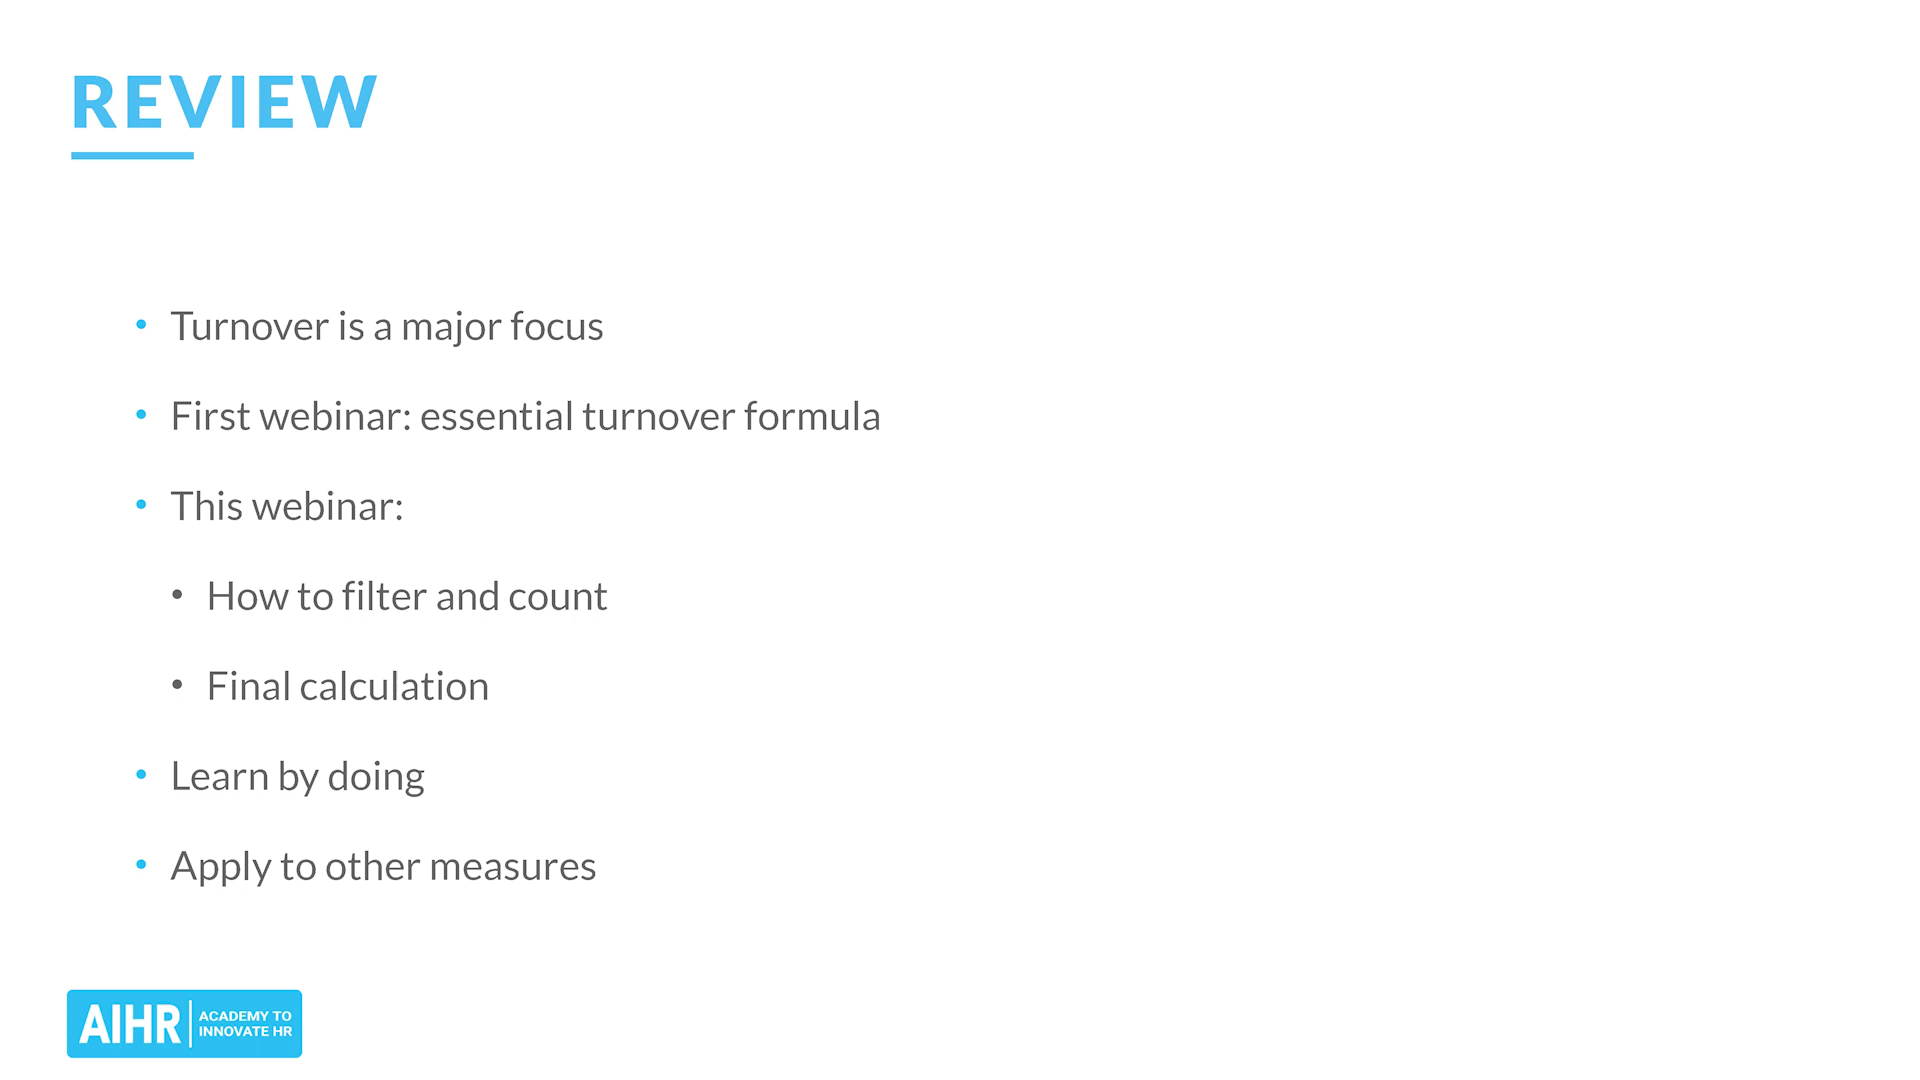 REVIEW
• Turnover is a major focus
• First webinar: essential turnover formula
• This webinar:
• How to filter and count
• Final calculation
• Learn by doing
• Apply to other measures
AIHR
ACADEMY TO
INNOVATE HR